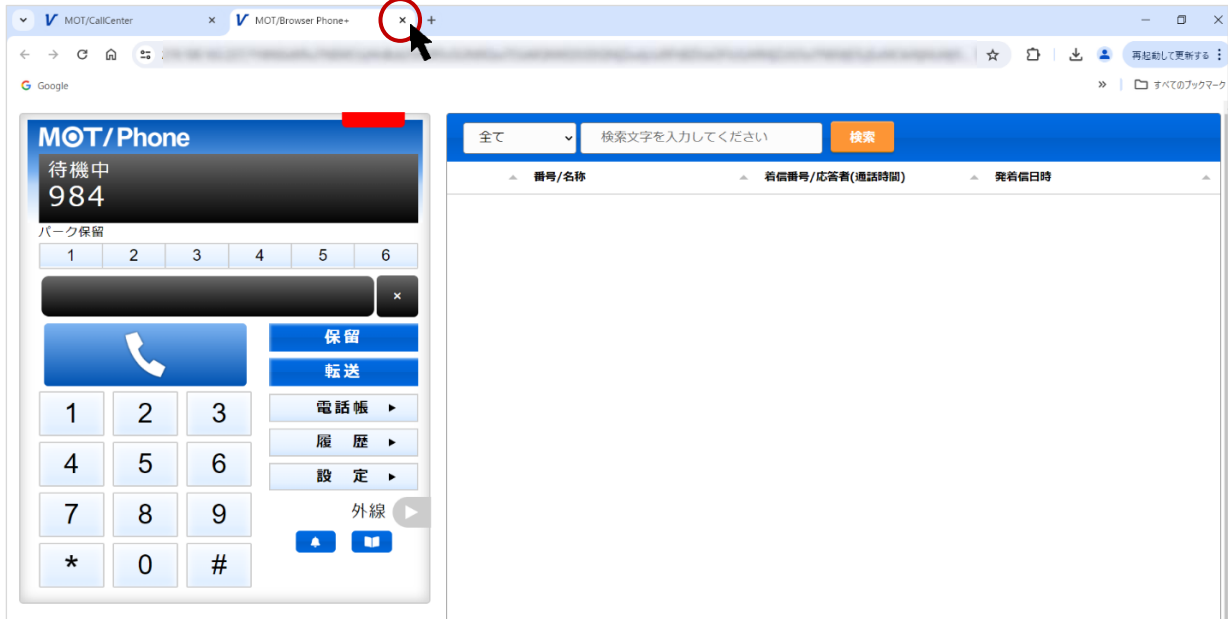 MOT/CallCenter
MOT/Browser Phone+
再起動して更新する
Google
すべてのブックマーク
MOT/Phone
待機中
984
パーク保留
1 2 3 4 5 6
×
保留
転送
1 2 3
電話帳 ▶
履 歴 ▶
4 5 6
設 定 ▶
7 8 9
外線
* 0 #
全て
検索文字を入力してください
検索
番号/名称
着信番号/応答者(通話時間)
発着信日時